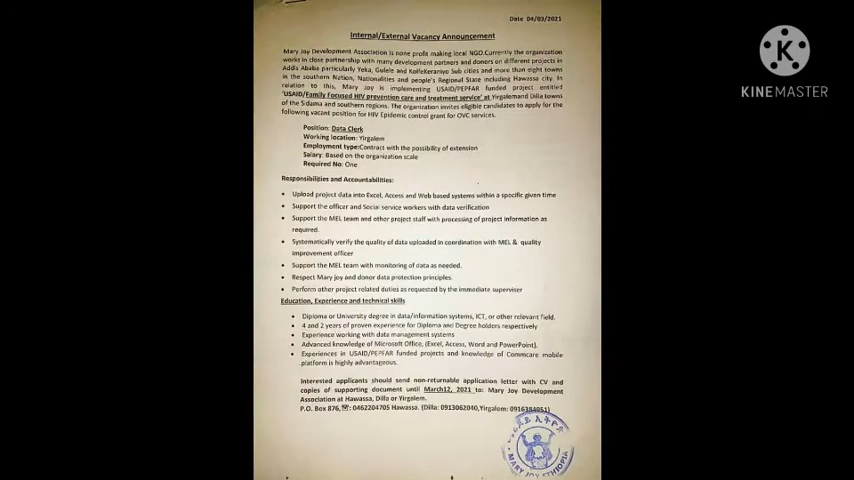 Date 04/03/2021
Internal/External Vacancy Announcement
Mary Joy Development Association is none profit making local NGO.Currently the organization
works in close partnership with many development partners and donors on different projects in
Addis Ababa particularly Yeka, Gulele and KolfeKeraniyo Sub cities and more than eight towns
in the southern Nation, Nationalities and people's Regional State including Hawassa city. In
relation to this, Mary Joy is implementing USAID/PEPFAR funded project entitled
'USAID/Family Focused HIV prevention care and treatment service' at Yirgalemand Dilla towns
of the Sidama and southern regions. The organization invites eligible candidates to apply for the
following vacant position for HIV Epidemic control grant for OVC services.
Position: Data Clerk
Working location: Yirgalem
Employment type:Contract with the possibility of extension
Salary: Based on the organization scale
Required No: One
Responsibilities and Accountabilities:
• Upload project data into Excel, Access and Web based systems within a specific given time
• Support the officer and Social service workers with data verification
• Support the MEL team and other project staff with processing of project information as
required.
• Systematically verify the quality of data uploaded in coordination with MEL & quality
improvement officer
• Support the MEL team with monitoring of data as needed.
• Respect Mary joy and donor data protection principles.
• Perform other project related duties as requested by the immediate supervisor
Education, Experience and technical skills
• Diploma or University degree in data/information systems, ICT, or other relevant field.
• 4 and 2 years of proven experience for Diploma and Degree holders respectively
• Experience working with data management systems
• Advanced knowledge of Microsoft Office, (Excel, Access, Word and PowerPoint).
• Experiences in USAID/PEPFAR funded projects and knowledge of Commcare mobile
platform is highly advantageous.
Interested applicants should send non-returnable application letter with CV and
copies of supporting document until March12, 2021 to: Mary Joy Development
Association at Hawassa, Dilla or Yirgalem.
P.O. Box 876,☎: 0462204705 Hawassa. (Dilla: 0913062040,Yirgalem: 0916384951)
MARY JOY ETHIOPIA
K
KINEMASTER